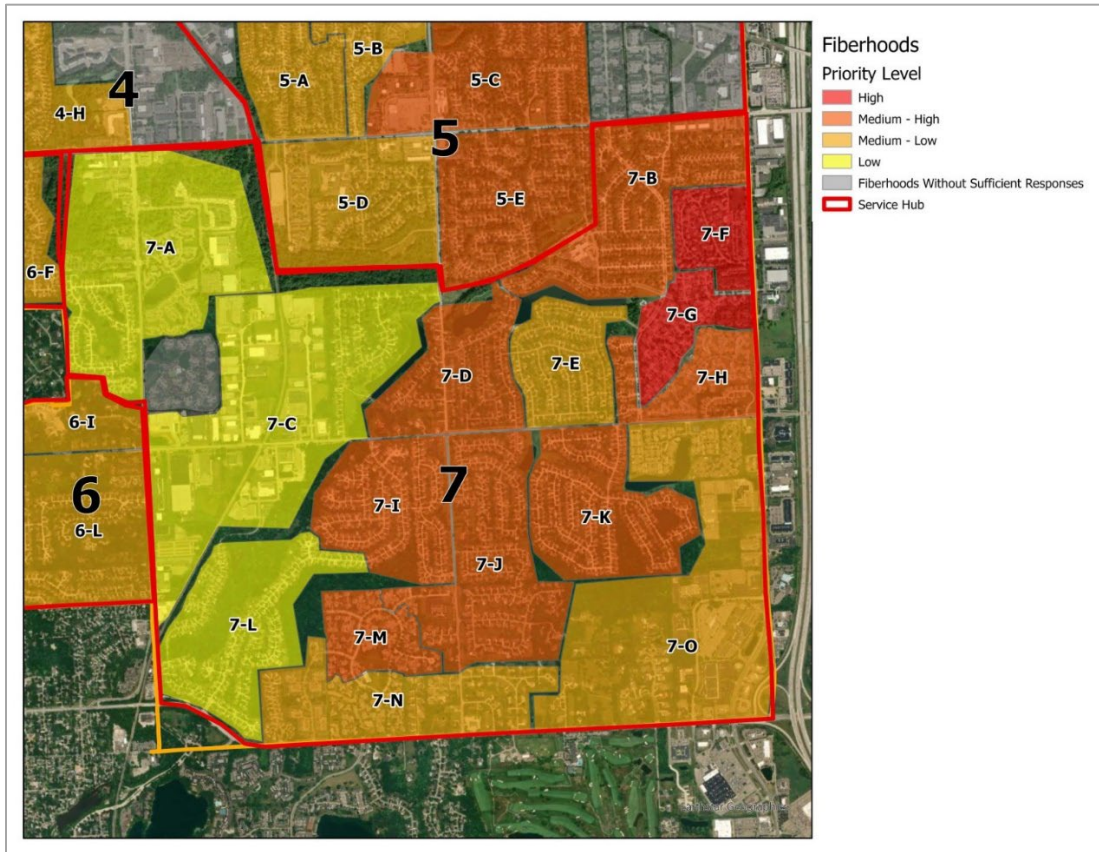 Fiberhoods
Priority Level
High
Medium - High
Medium - Low
Low
Fiberhoods Without Sufficient Responses
Service Hub
5-B
5-A
5-C
4
4-H
5
7-B
5-D
5-E
7-F
7-A
6-F
7-G
7-E
7-D
7-H
6-I
7-C
7
6
7-I
7-K
6-L
7-J
7-L
7-M
7-O
7-N